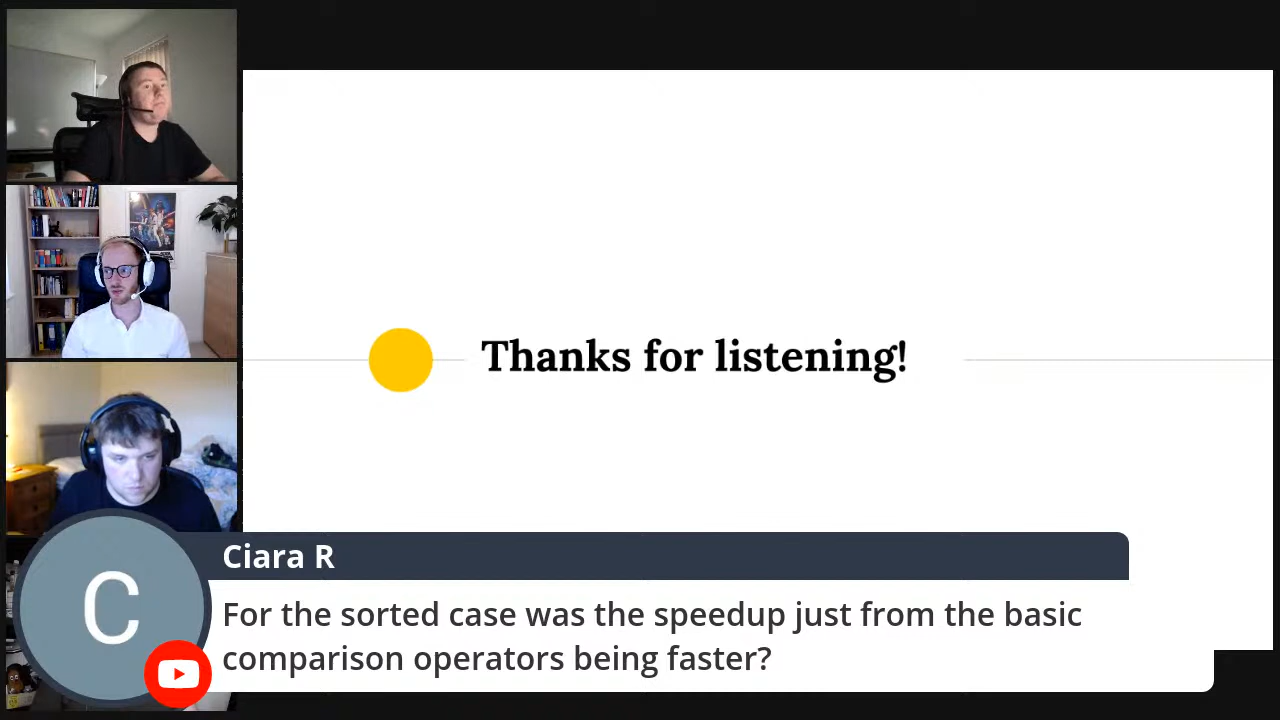 Thanks for listening!
C
Ciara R
For the sorted case was the speedup just from the basic
comparison operators being faster?